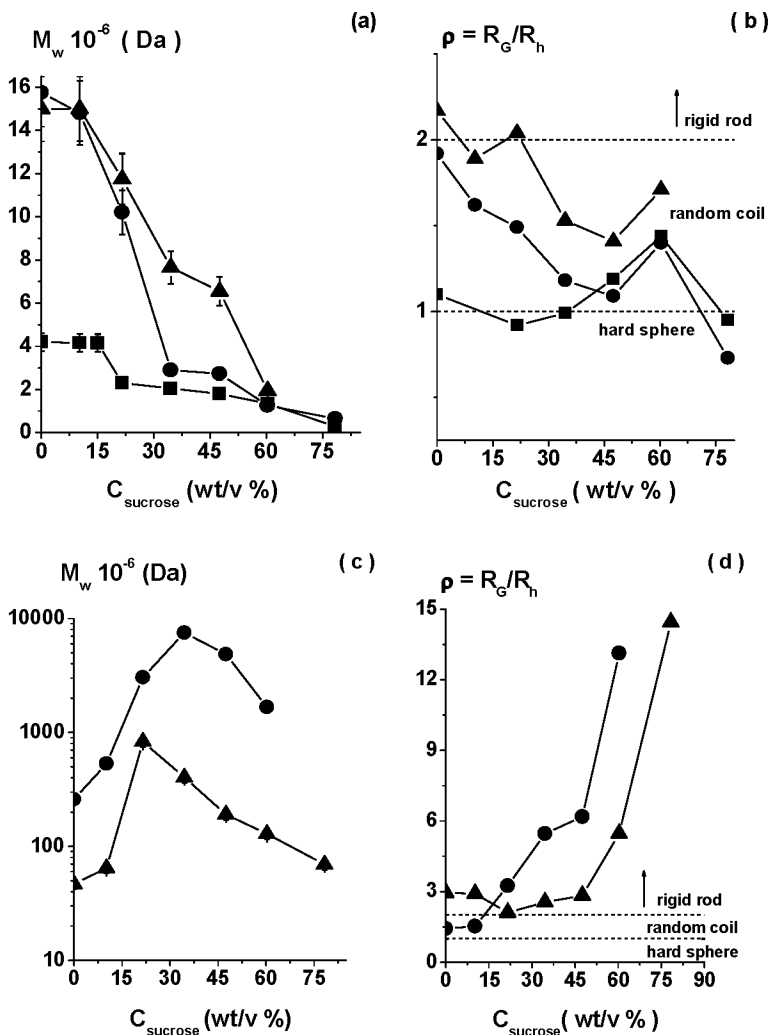 (a)
M_w 10^-6 ( Da)
16
14
12
10
8
6
4
2
0
0 15 30 45 60 75
C_sucrose (wt/v %)
( b )
ρ = R_G/R_h
2
1
rigid rod
random coil
hard sphere
0 15 30 45 60 75
C_sucrose ( wt/v % )
( c )
M_w 10^-6 (Da)
10000
1000
100
10
0 15 30 45 60 75
C_sucrose (wt/v %)
( d )
ρ = R_G/R_h
15
12
9
6
3
0
rigid rod
random coil
hard sphere
0 15 30 45 60 75 90
C_sucrose ( wt/v %)